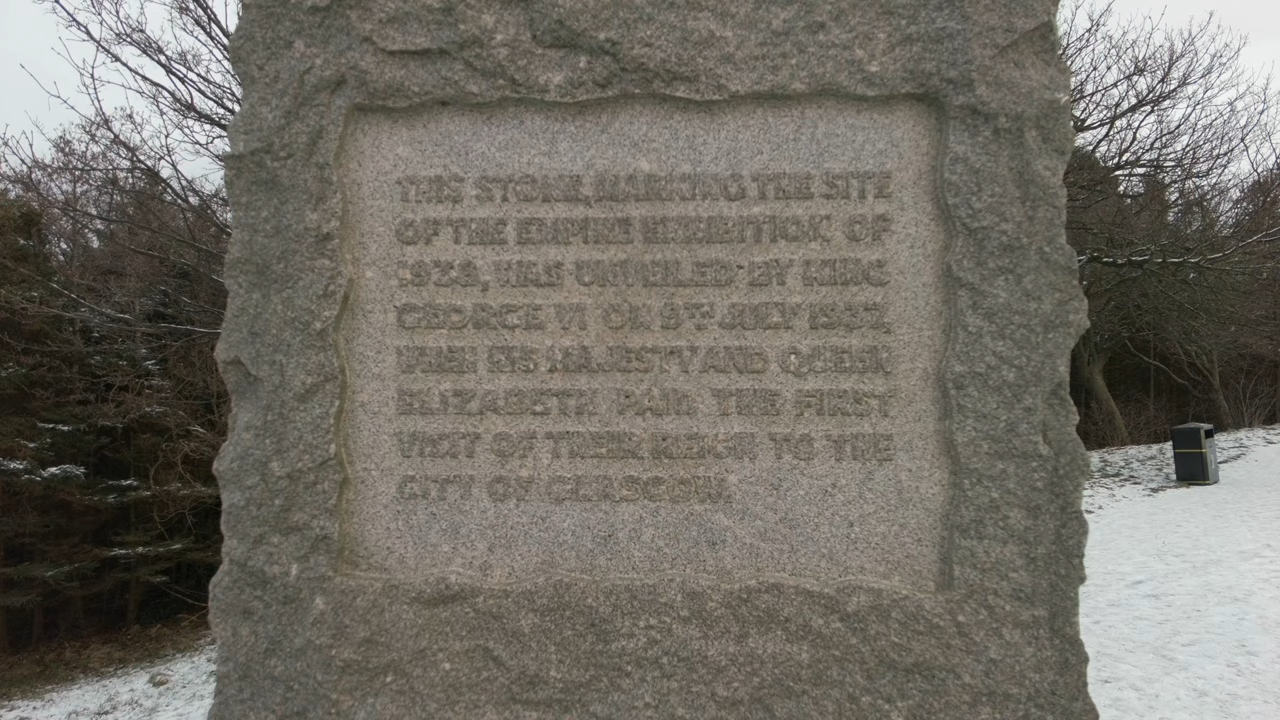 THIS STONE, MARKING THE SITE
OF THE EMPIRE EXHIBITION, OF
1938, WAS UNVEILED BY KING
GEORGE VI ON 9TH JULY 1937,
WHEN HIS MAJESTY AND QUEEN
ELIZABETH PAID THE FIRST
VISIT OF THEIR REIGN TO THE
CITY OF GLASGOW.